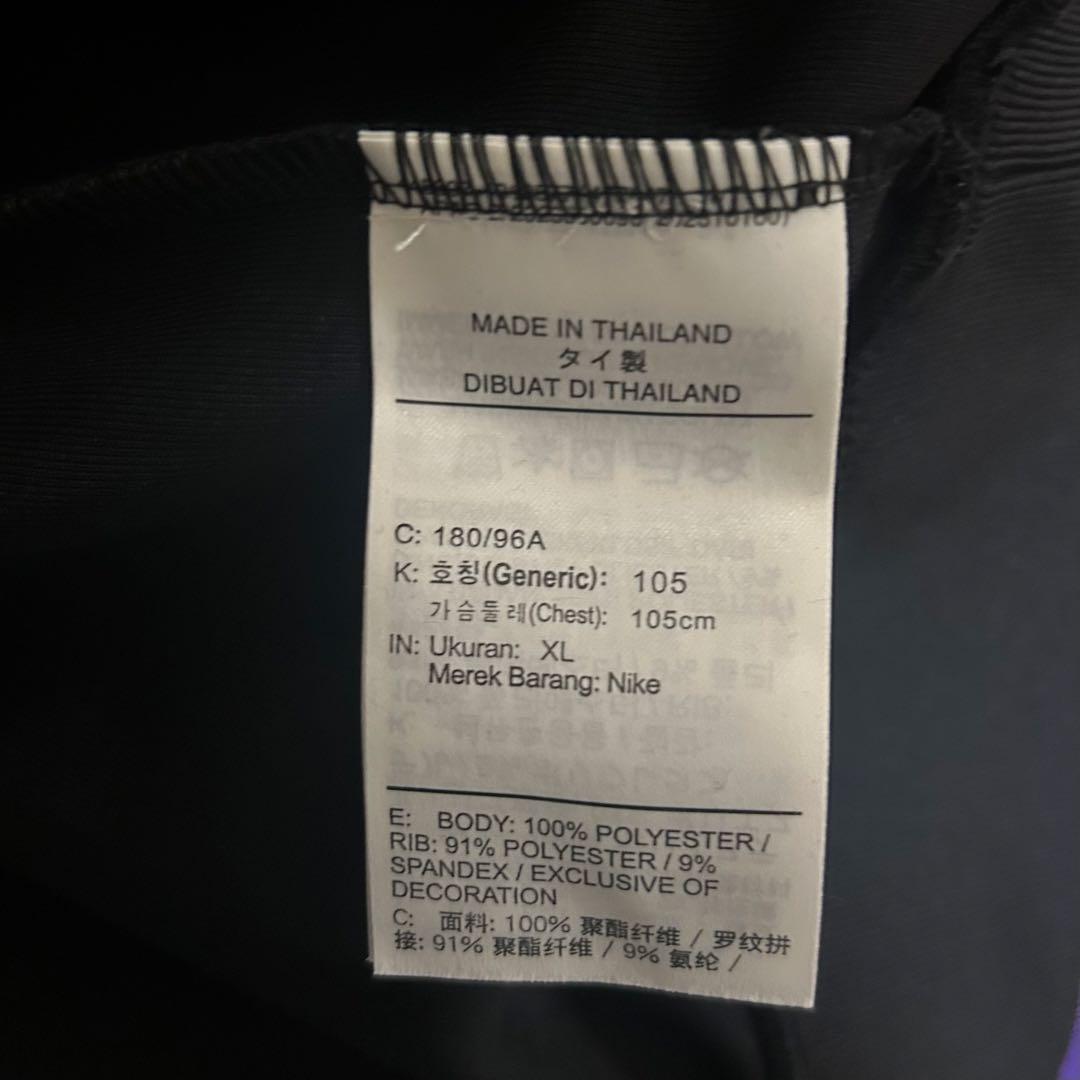 MADE IN THAILAND
タイ製
DIBUAT DI THAILAND
C: 180/96A
K: 호칭(Generic): 105
가슴둘레(Chest): 105cm
IN: Ukuran: XL
Merek Barang: Nike
E: BODY: 100% POLYESTER /
RIB: 91% POLYESTER / 9%
SPANDEX / EXCLUSIVE OF
DECORATION
C: 面料: 100% 聚酯纤维 / 罗纹拼
接: 91% 聚酯纤维 / 9% 氨纶 /